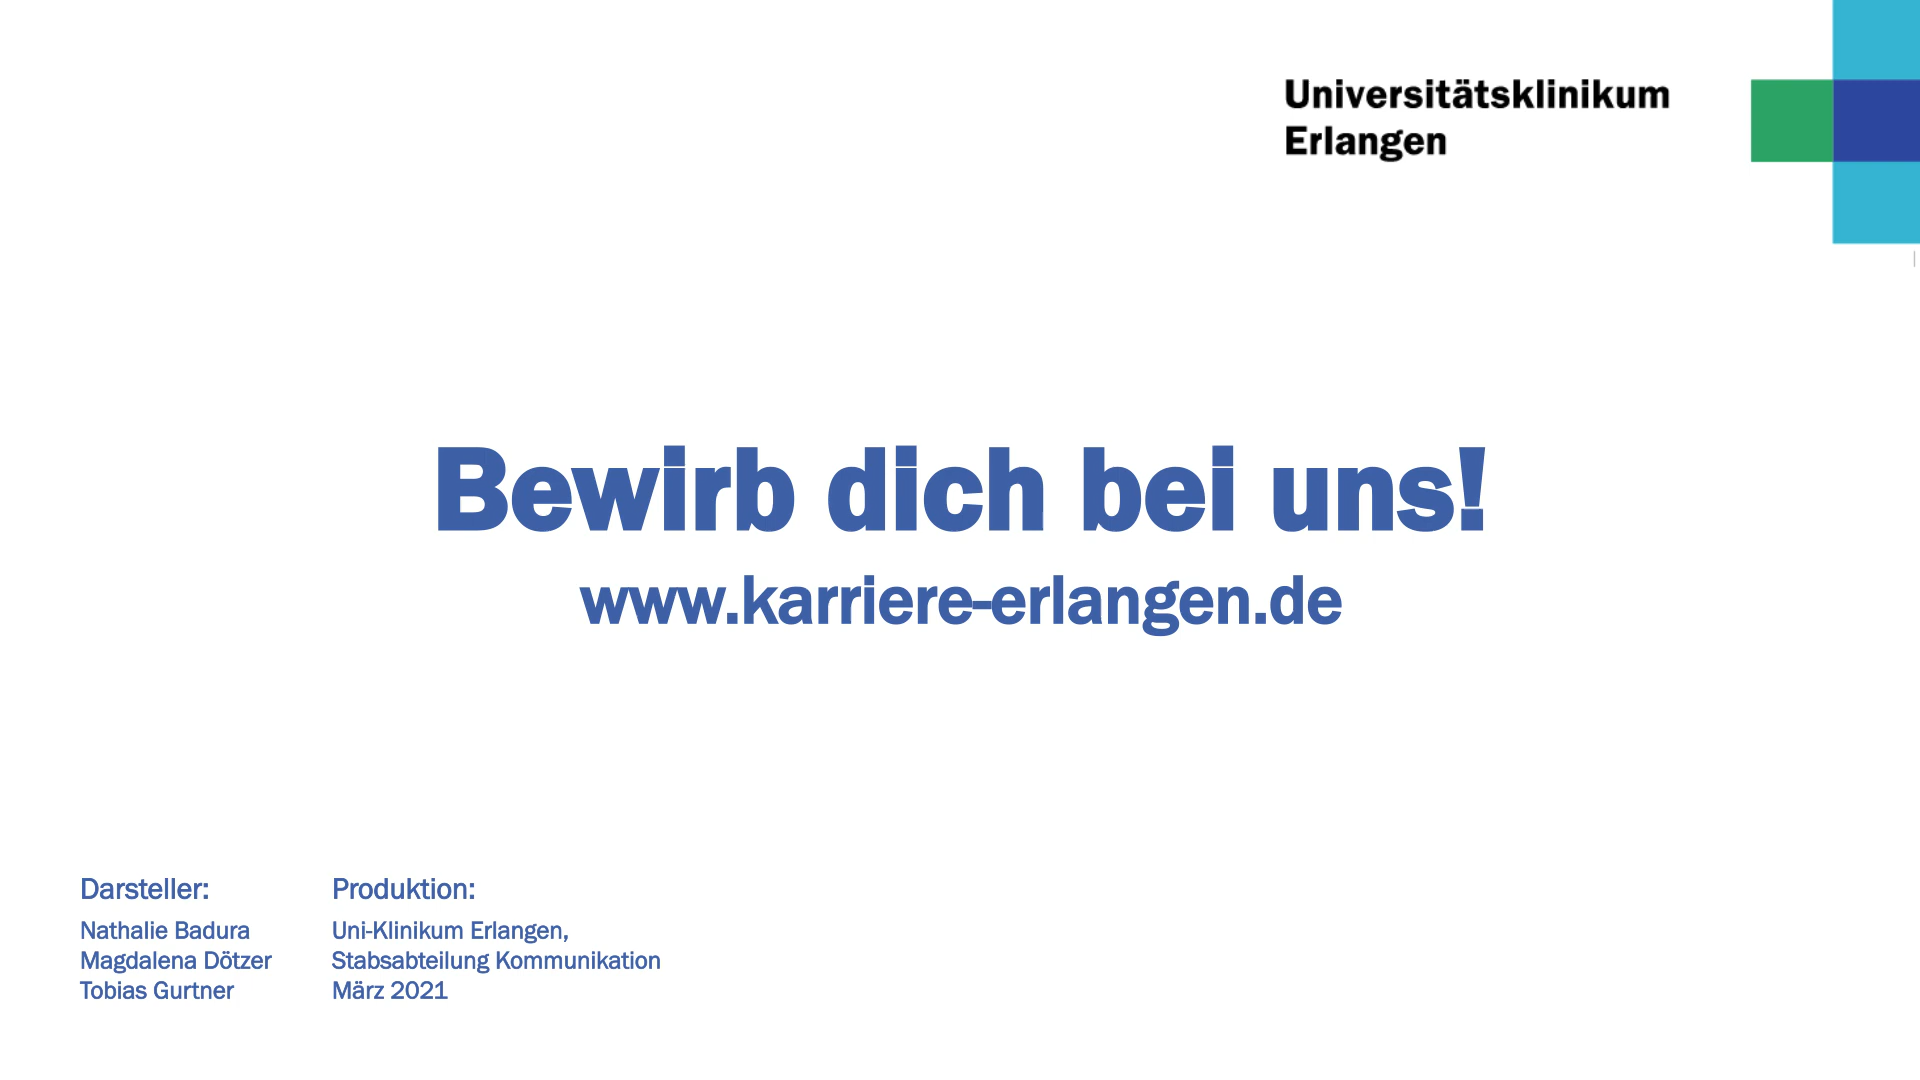 Universitätsklinikum
Erlangen
Bewirb dich bei uns!
www.karriere-erlangen.de
Darsteller:
Nathalie Badura
Magdalena Dötzer
Tobias Gurtner
Produktion:
Uni-Klinikum Erlangen,
Stabsabteilung Kommunikation
März 2021